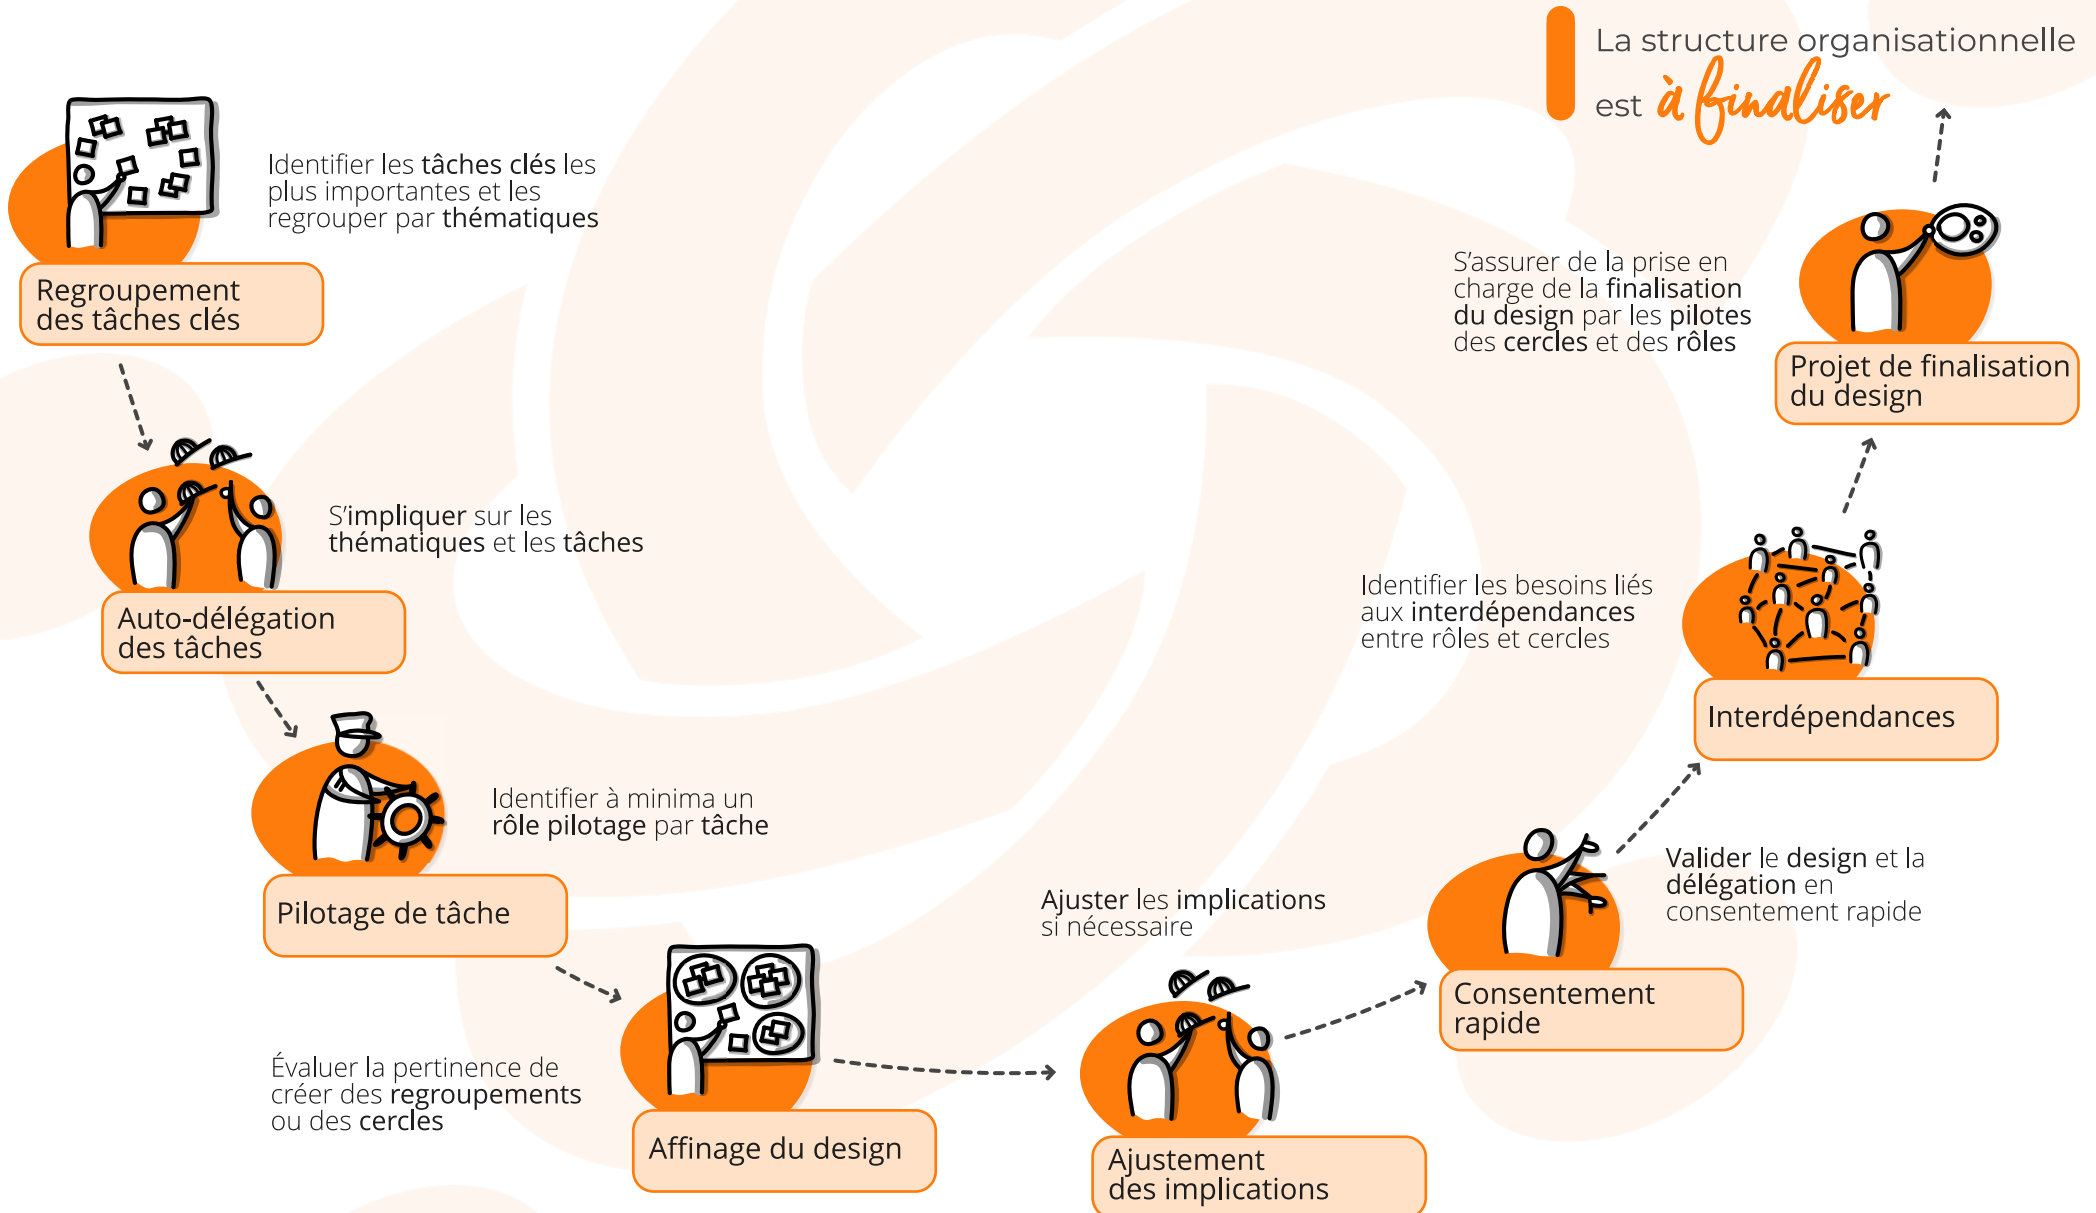 La structure organisationnelle
est à finaliser
Identifier les tâches clés les
plus importantes et les
regrouper par thématiques
Regroupement
des tâches clés
S'impliquer sur les
thématiques et les tâches
Auto-délégation
des tâches
Identifier à minima un
rôle pilotage par tâche
Pilotage de tâche
Évaluer la pertinence de
créer des regroupements
ou des cercles
Affinage du design
Ajuster les implications
si nécessaire
Ajustement
des implications
Valider le design et la
délégation en
consentement rapide
Consentement
rapide
Identifier les besoins liés
aux interdépendances
entre rôles et cercles
Interdépendances
S'assurer de la prise en
charge de la finalisation
du design par les pilotes
des cercles et des rôles
Projet de finalisation
du design